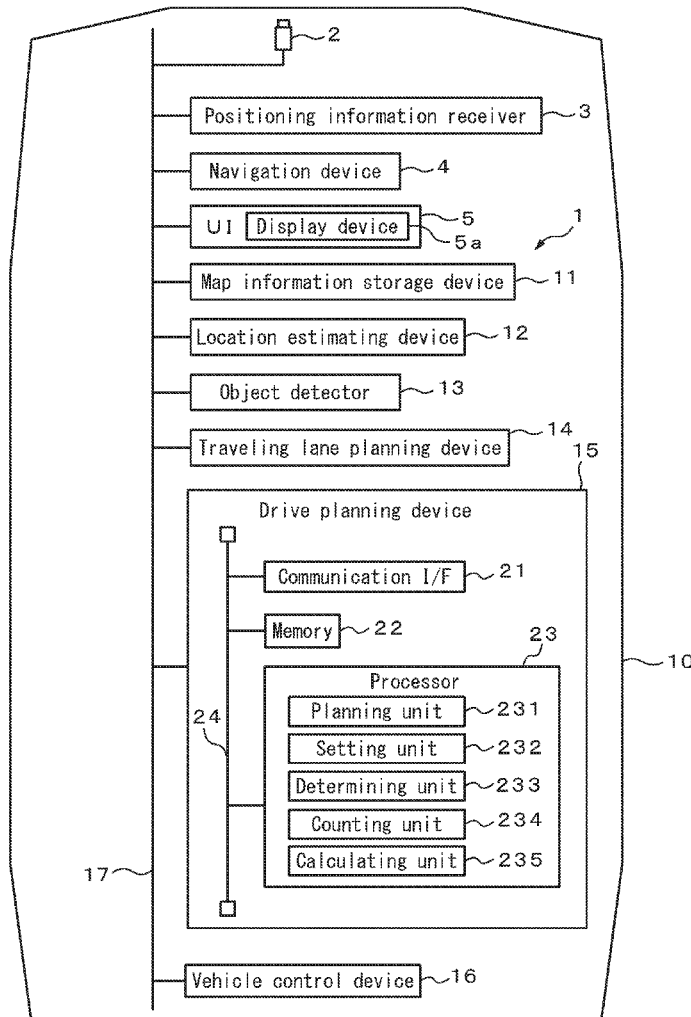 2
Positioning information receiver 3
Navigation device 4
UI Display device 5
5a
1
Map information storage device 11
Location estimating device 12
Object detector 13
Traveling lane planning device 14
15
Drive planning device
Communication I/F 21
Memory 22
23
Processor
10
Planning unit 231
24
Setting unit 232
Determining unit 233
Counting unit 234
Calculating unit 235
17
Vehicle control device 16